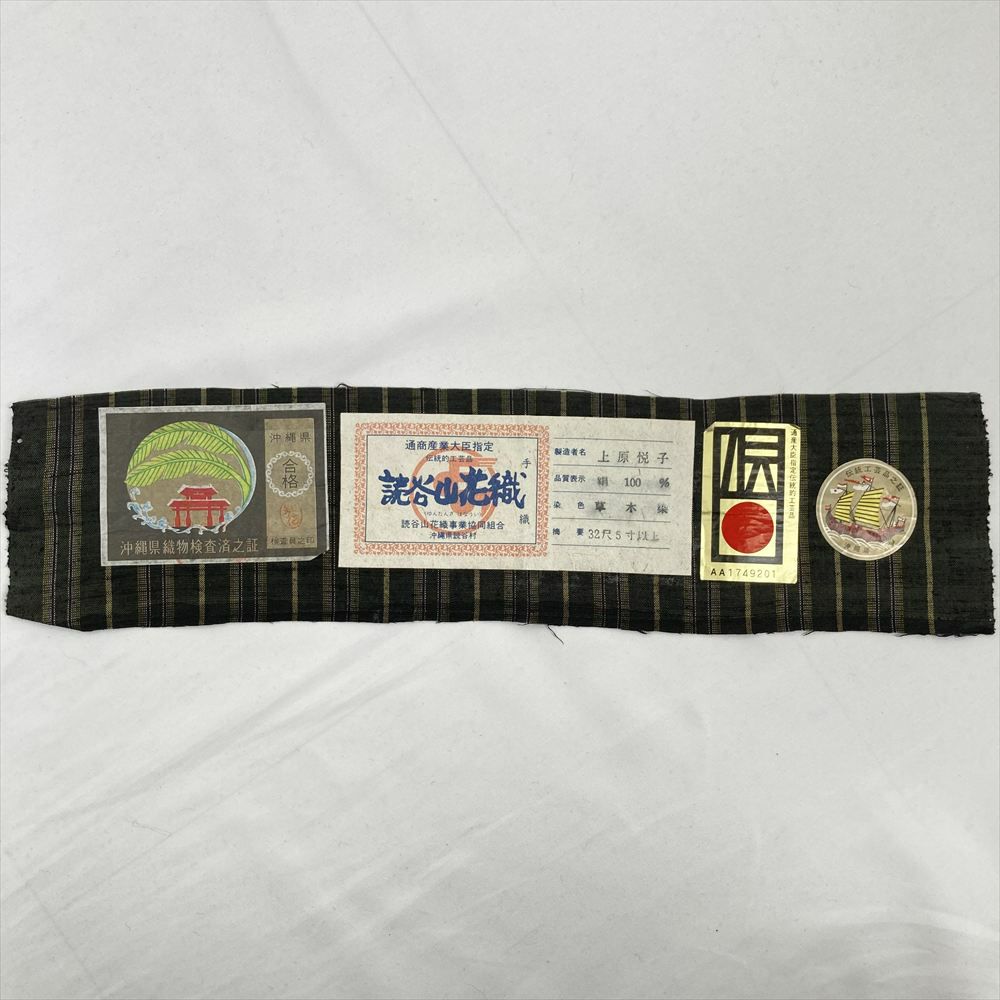 沖縄県
合格
検査員之印
沖縄県織物検査済之証
通商産業大臣指定
伝統的工芸品
読谷山花織
手織
読谷山花織事業協同組合
沖縄県読谷村
製造者名 上原悦子
品質表示 絹 100 %
染色 草木染
摘要 32尺5寸以上
伝
通産大臣指定伝統的工芸品
AA1749201
伝統工芸品之証